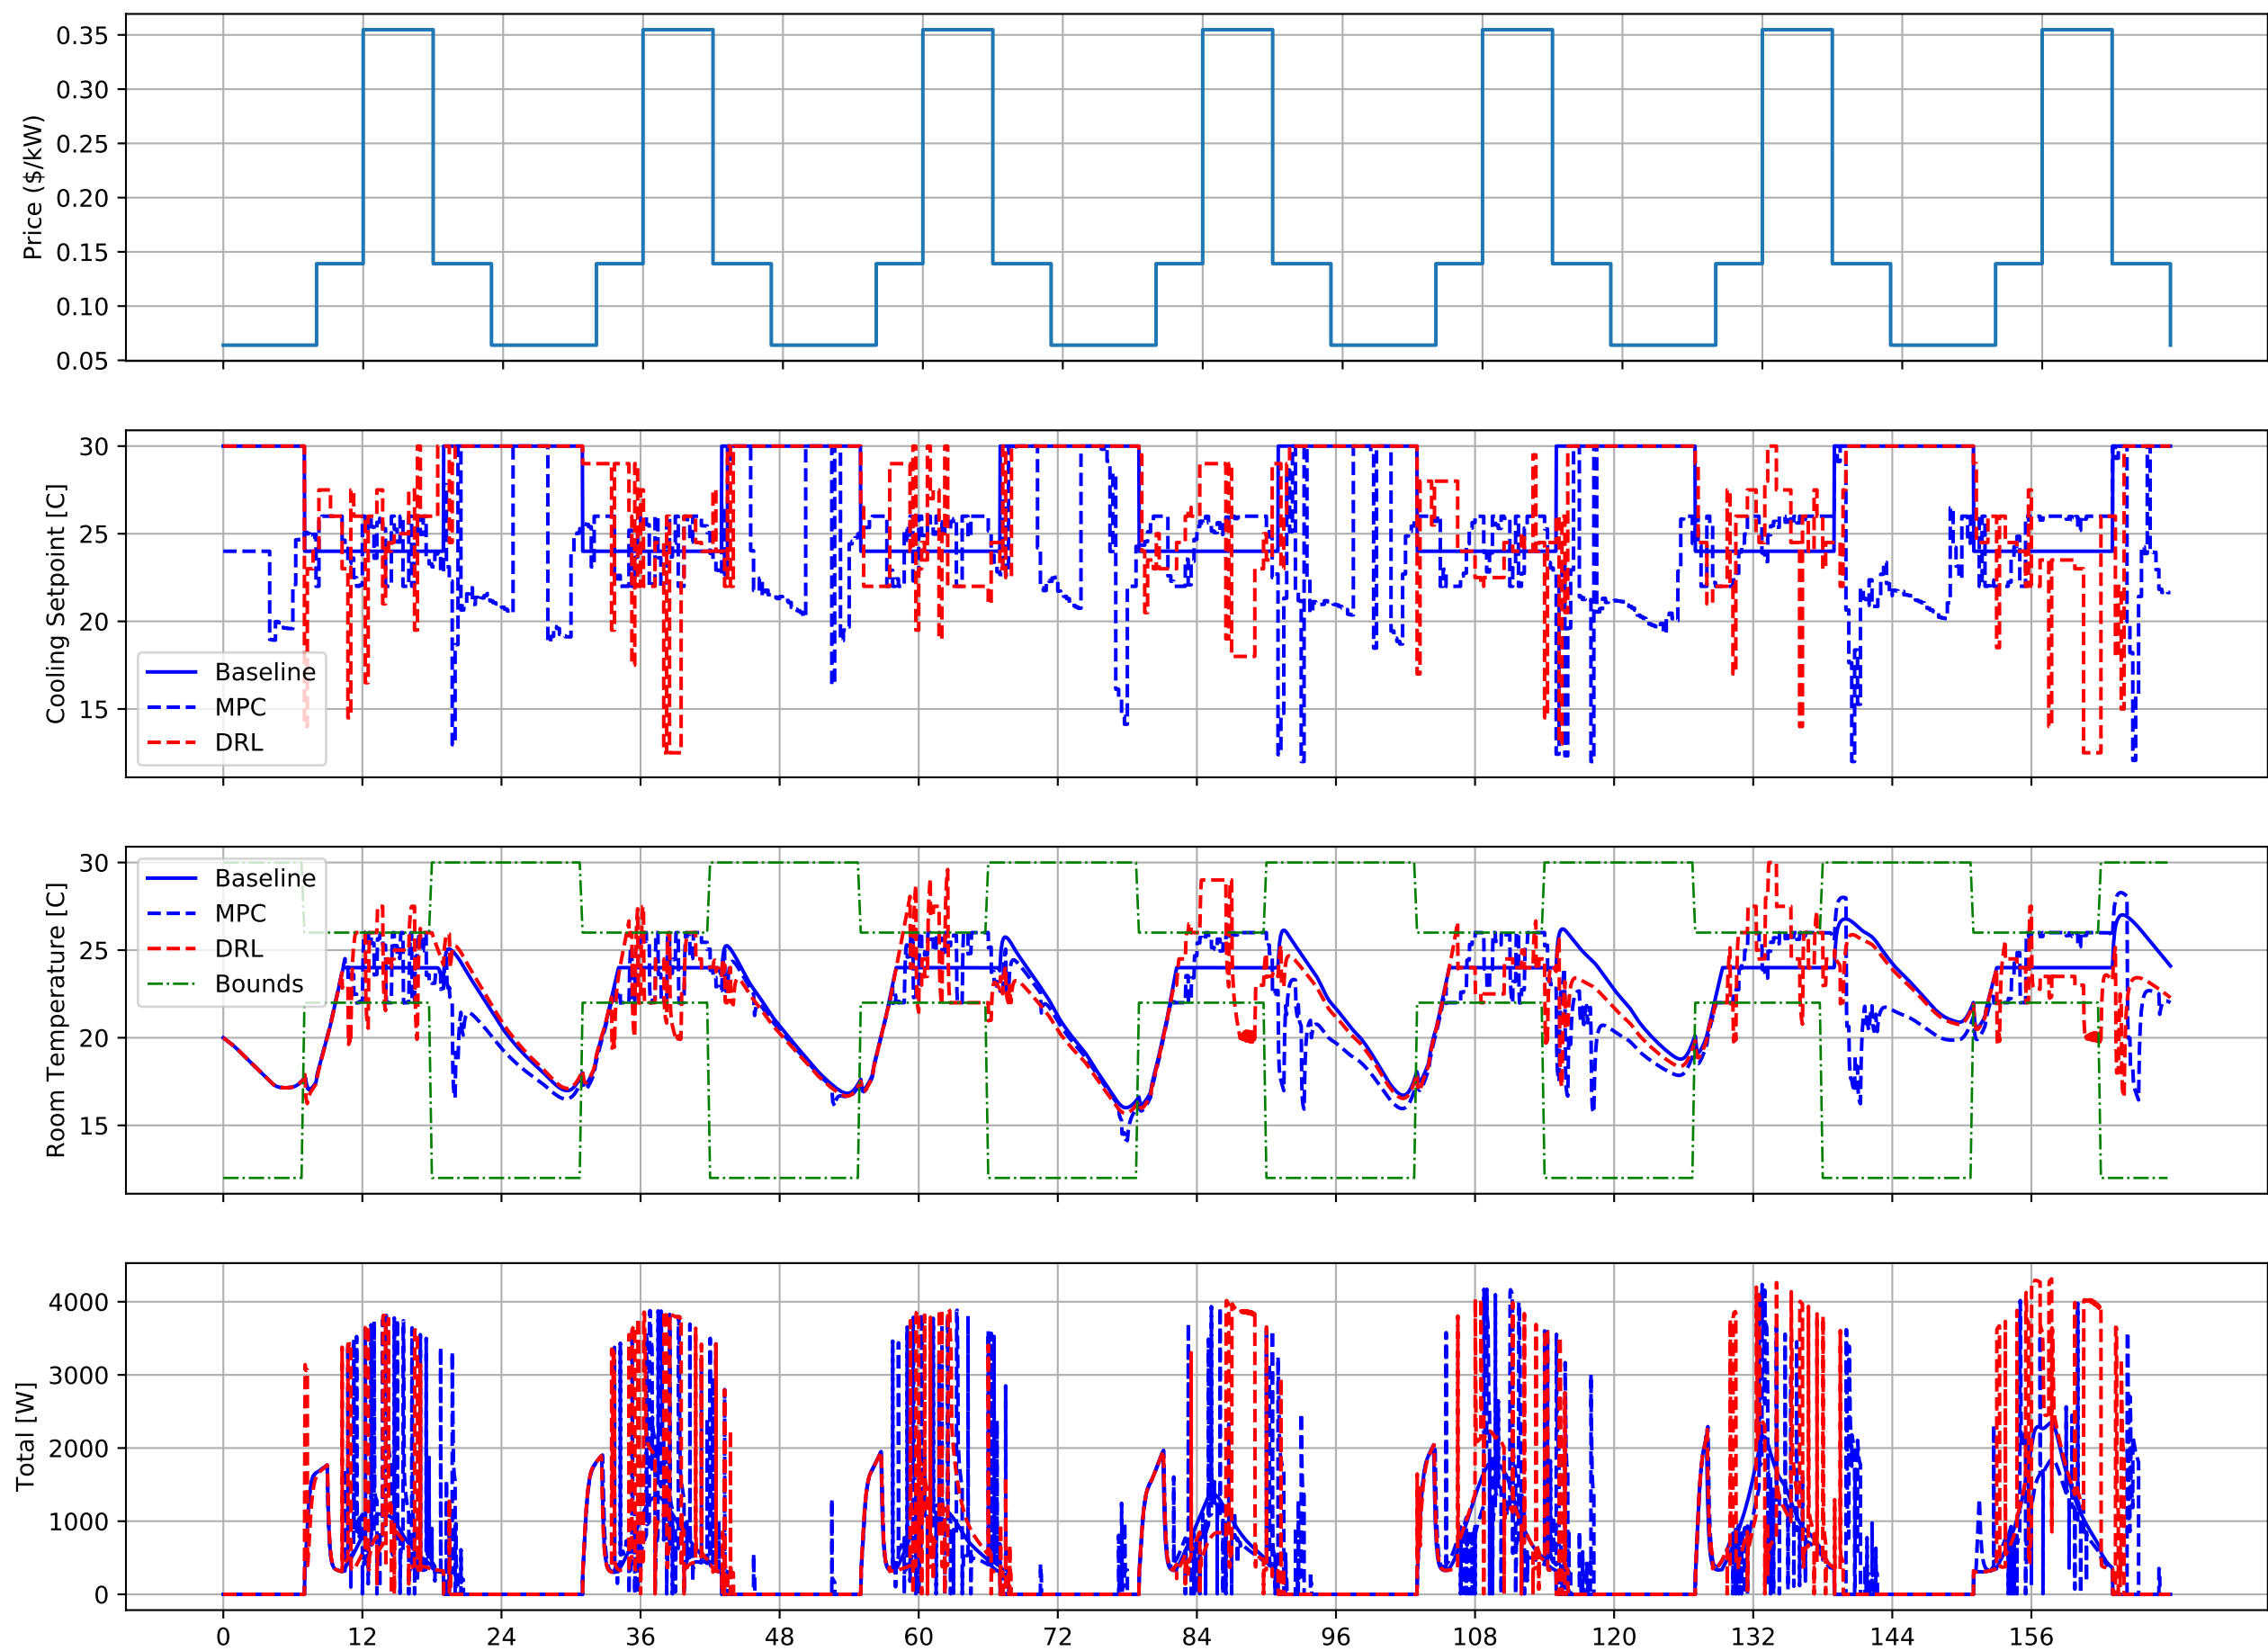 Price ($/kW)
0.35
0.30
0.25
0.20
0.15
0.10
0.05
Cooling Setpoint [C]
30
25
20
15
Baseline
MPC
DRL
Room Temperature [C]
30
25
20
15
Baseline
MPC
DRL
Bounds
Total [W]
4000
3000
2000
1000
0
0 12 24 36 48 60 72 84 96 108 120 132 144 156